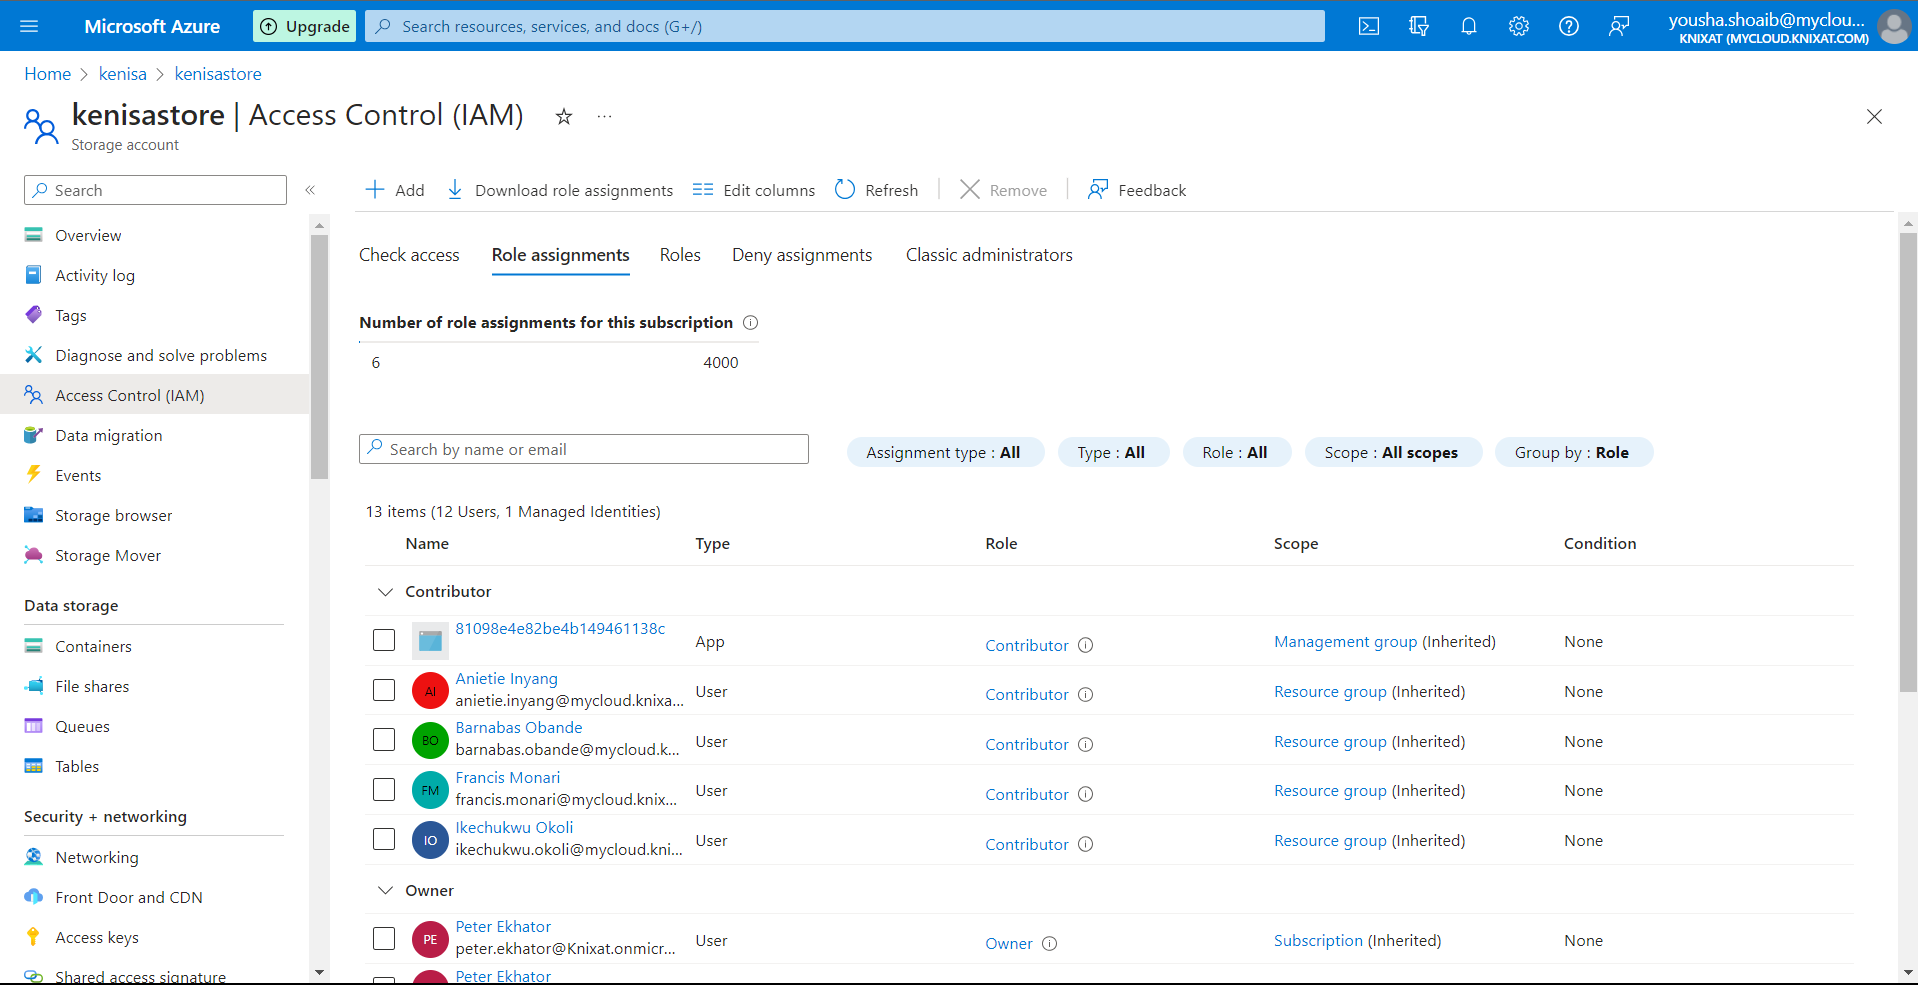 Microsoft Azure
Upgrade
Search resources, services, and docs (G+/)
yousha.shoaib@myclou...
KNIXAT (MYCLOUD.KNIXAT.COM)
Home > kenisa > kenisastore
kenisastore | Access Control (IAM) ...
Storage account
Search
Overview
Activity log
Tags
Diagnose and solve problems
Access Control (IAM)
Data migration
Events
Storage browser
Storage Mover
Data storage
Containers
File shares
Queues
Tables
Security + networking
Networking
Front Door and CDN
Access keys
Shared access signature
Add Download role assignments Edit columns Refresh Remove Feedback
Check access Role assignments Roles Deny assignments Classic administrators
Number of role assignments for this subscription
6 4000
Search by name or email
Assignment type : All Type : All Role : All Scope : All scopes Group by : Role
13 items (12 Users, 1 Managed Identities)
Name Type Role Scope Condition
Contributor
81098e4e82be4b149461138c App Contributor Management group (Inherited) None
AI Anietie Inyang User Contributor Resource group (Inherited) None
anietie.inyang@mycloud.knixa...
BO Barnabas Obande User Contributor Resource group (Inherited) None
barnabas.obande@mycloud.k...
FM Francis Monari User Contributor Resource group (Inherited) None
francis.monari@mycloud.knix...
IO Ikechukwu Okoli User Contributor Resource group (Inherited) None
ikechukwu.okoli@mycloud.kni...
Owner
PE Peter Ekhator User Owner Subscription (Inherited) None
peter.ekhator@Knixat.onmicr...
Peter Ekhator